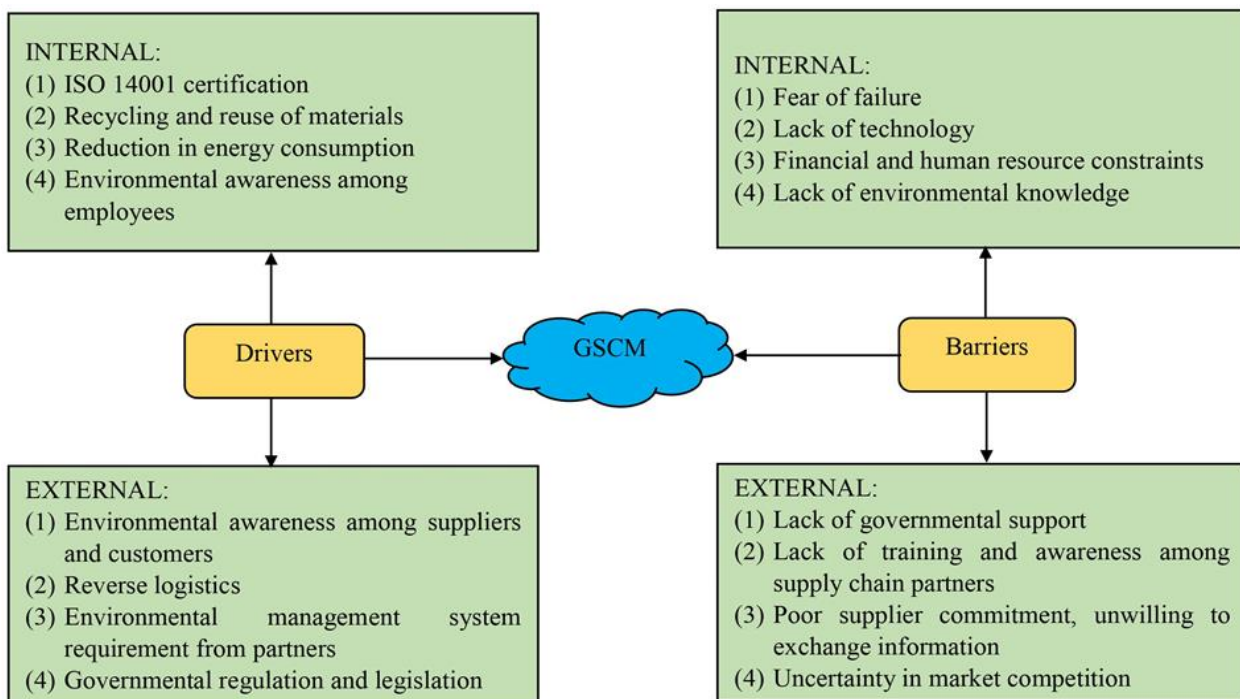 INTERNAL:
(1) ISO 14001 certification
(2) Recycling and reuse of materials
(3) Reduction in energy consumption
(4) Environmental awareness among
employees
INTERNAL:
(1) Fear of failure
(2) Lack of technology
(3) Financial and human resource constraints
(4) Lack of environmental knowledge
Drivers
GSCM
Barriers
EXTERNAL:
(1) Environmental awareness among suppliers
and customers
(2) Reverse logistics
(3) Environmental management system
requirement from partners
(4) Governmental regulation and legislation
EXTERNAL:
(1) Lack of governmental support
(2) Lack of training and awareness among
supply chain partners
(3) Poor supplier commitment, unwilling to
exchange information
(4) Uncertainty in market competition